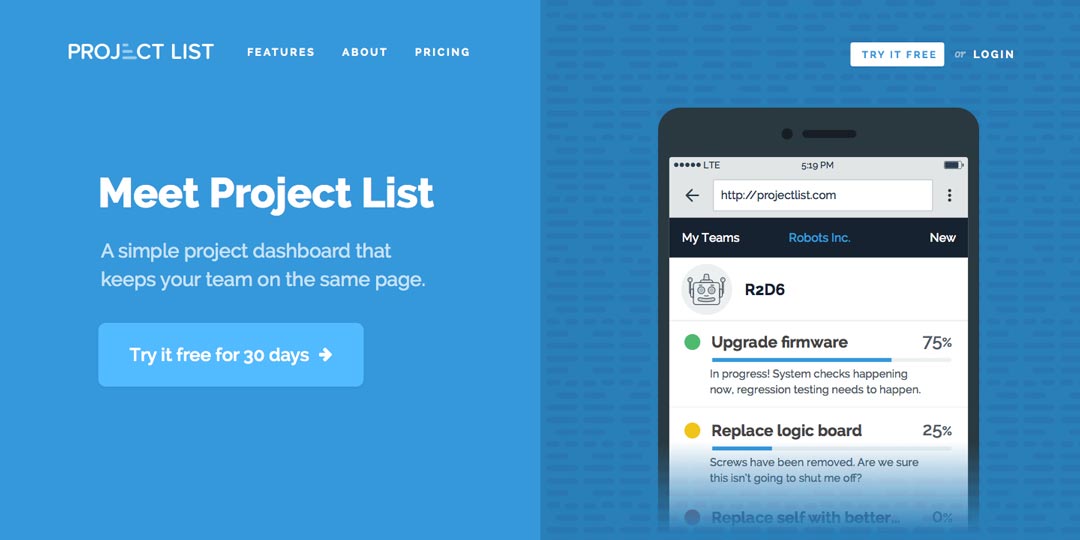 PROJECT LIST
FEATURES
ABOUT
PRICING
TRY IT FREE
or
LOGIN
Meet Project List
A simple project dashboard that
keeps your team on the same page.
Try it free for 30 days
LTE
5:19 PM
http://projectlist.com
My Teams
Robots Inc.
New
R2D6
Upgrade firmware
75%
In progress! System checks happening
now, regression testing needs to happen.
Replace logic board
25%
Screws have been removed. Are we sure
this isn't going to shut me off?
Replace self with better...
0%